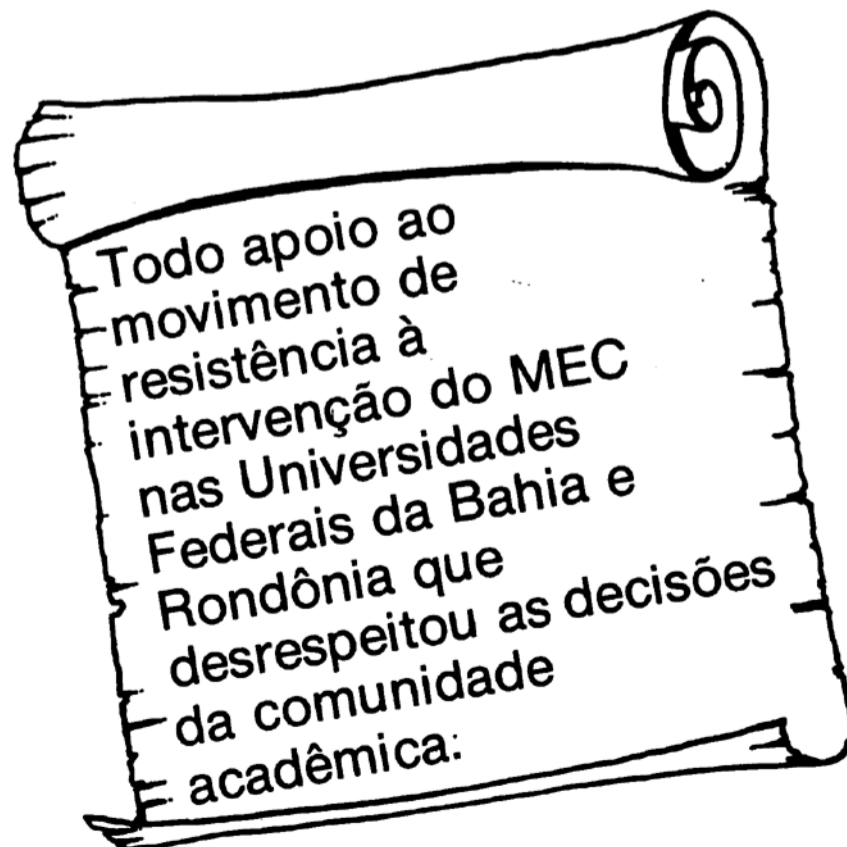 Todo apoio ao
movimento de
resistência à
intervenção do MEC
nas Universidades
Federais da Bahia e
Rondônia que
desrespeitou as decisões
da comunidade
acadêmica: